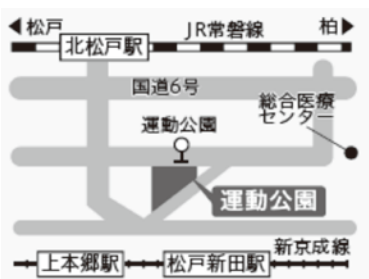 ◀松戸 JR常磐線 柏▶
北松戸駅
国道6号
総合医療
センター
運動公園
運動公園
新京成線
上本郷駅 松戸新田駅